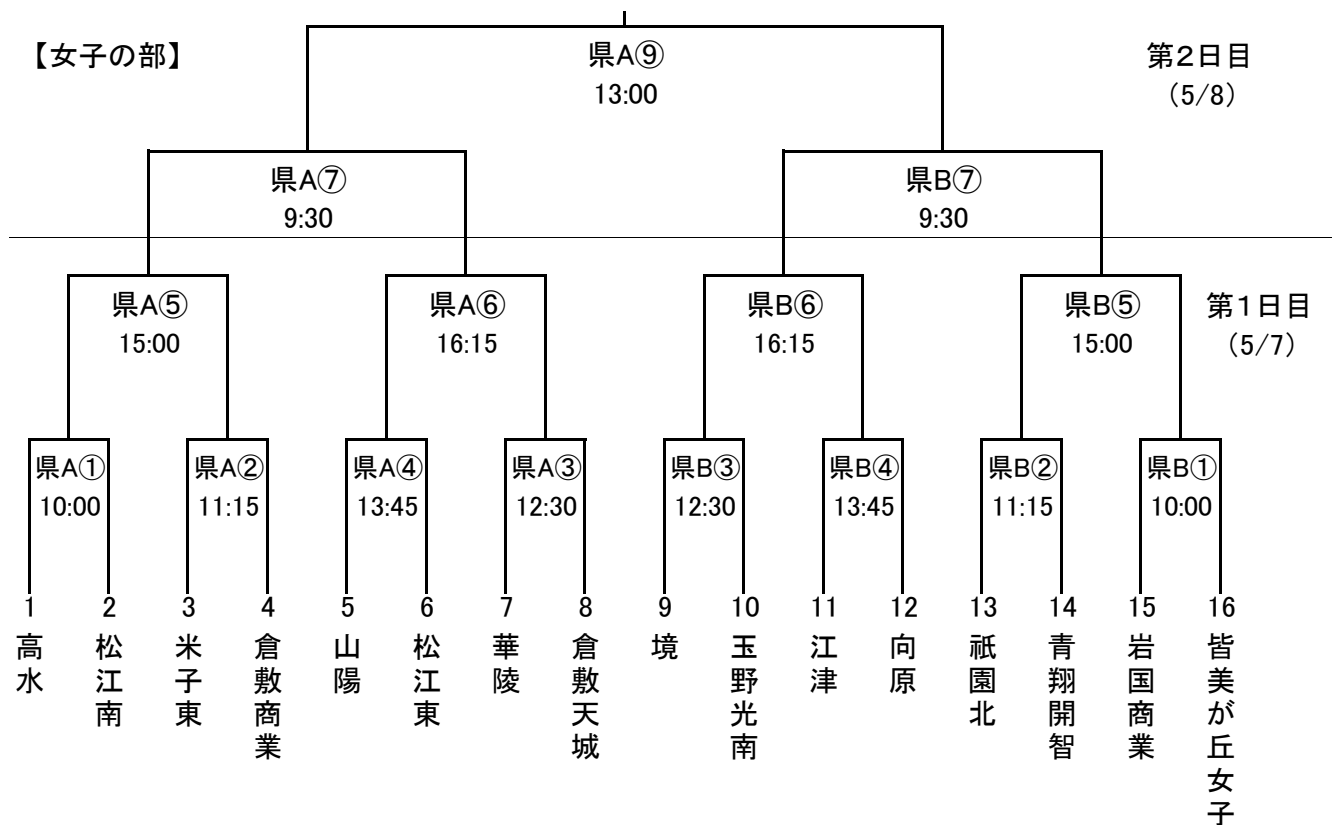 【女子の部】
県A⑨
13:00
第2日目
(5/8)
県A⑦
9:30
県B⑦
9:30
県A⑤
15:00
県A⑥
16:15
県B⑥
16:15
県B⑤
15:00
第1日目
(5/7)
県A①
10:00
県A②
11:15
県A④
13:45
県A③
12:30
県B③
12:30
県B④
13:45
県B②
11:15
県B①
10:00
1
高水
2
松江南
3
米子東
4
倉敷商業
5
山陽
6
松江東
7
華陵
8
倉敷天城
9
境
10
玉野光南
11
江津
12
向原
13
祇園北
14
青翔開智
15
岩国商業
16
皆美が丘女子